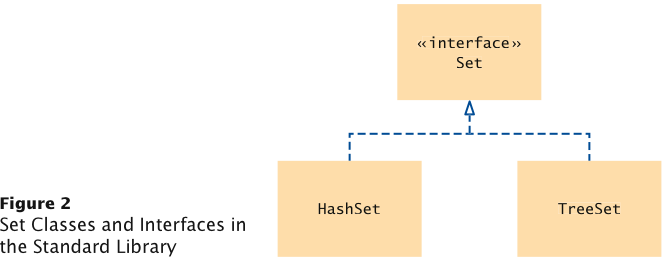 «interface»
Set
HashSet
TreeSet
Figure 2
Set Classes and Interfaces in
the Standard Library